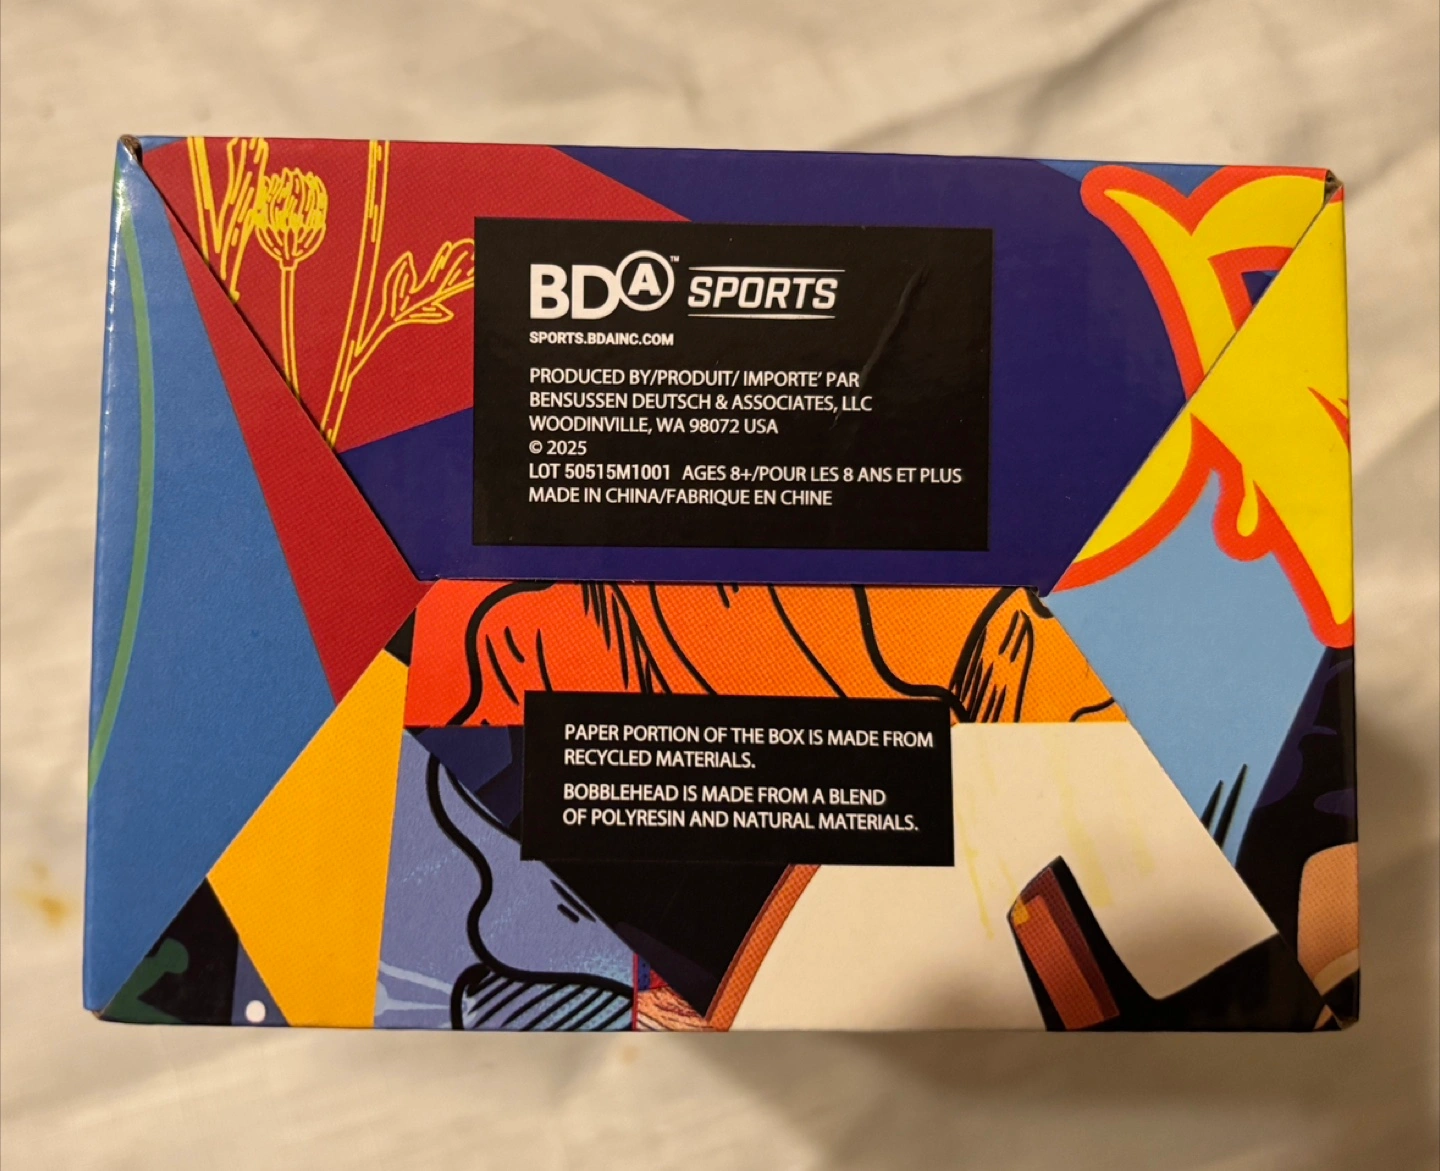 BDA™ SPORTS
SPORTS.BDAINC.COM
PRODUCED BY/PRODUIT/ IMPORTE' PAR
BENSUSSEN DEUTSCH & ASSOCIATES, LLC
WOODINVILLE, WA 98072 USA
© 2025
LOT 50515M1001 AGES 8+/POUR LES 8 ANS ET PLUS
MADE IN CHINA/FABRIQUE EN CHINE
PAPER PORTION OF THE BOX IS MADE FROM
RECYCLED MATERIALS.
BOBBLEHEAD IS MADE FROM A BLEND
OF POLYRESIN AND NATURAL MATERIALS.